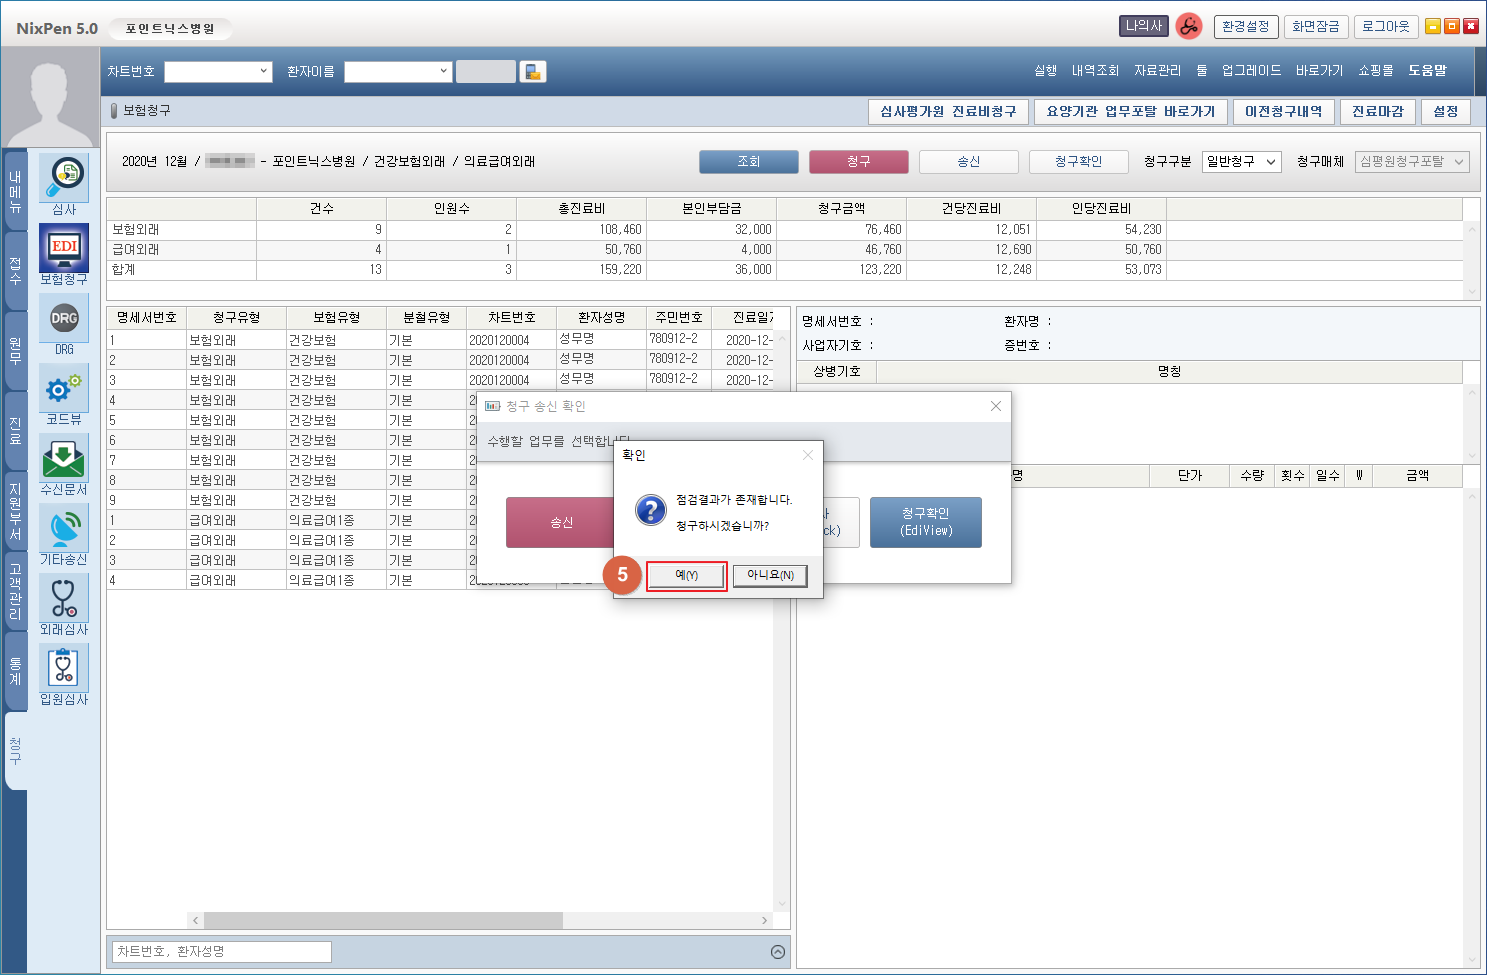 NixPen 5.0 포인트닉스병원 나의사 환경설정 화면잠금 로그아웃
차트번호 환자이름 실행 내역조회 자료관리 툴 업그레이드 바로가기 쇼핑몰 도움말
보험청구 심사평가원 진료비청구 요양기관 업무포탈 바로가기 이전청구내역 진료마감 설정
2020년 12월 / - 포인트닉스병원 / 건강보험외래 / 의료급여외래 조회 청구 송신 청구확인 청구구분 일반청구 청구매체 심평원청구포탈
내메뉴
접수
원무
진료
지원부서
고객관리
통계
청구
심사
EDI
보험청구
DRG
DRG
코드뷰
수신문서
기타송신
외래심사
입원심사
건수 인원수 총진료비 본인부담금 청구금액 건당진료비 인당진료비
보험외래 9 2 108,460 32,000 76,460 12,051 54,230
급여외래 4 1 50,760 4,000 46,760 12,690 50,760
합계 13 3 159,220 36,000 123,220 12,248 53,073
명세서번호 청구유형 보험유형 분할유형 차트번호 환자성명 주민번호 진료일자
1 보험외래 건강보험 기본 2020120004 성무명 780912-2 2020-12-
2 보험외래 건강보험 기본 2020120004 성무명 780912-2 2020-12-
3 보험외래 건강보험 기본 2020120004 성무명 780912-2 2020-12-
4 보험외래 건강보험 기본
5 보험외래 건강보험 기본
6 보험외래 건강보험 기본
7 보험외래 건강보험 기본
8 보험외래 건강보험 기본
9 보험외래 건강보험 기본
1 급여외래 의료급여1종 기본
2 급여외래 의료급여1종 기본
3 급여외래 의료급여1종 기본
4 급여외래 의료급여1종 기본
차트번호, 환자성명
명세서번호 : 환자명 :
사업자기호 : 증번호 :
상병기호 명칭
명 단가 수량 횟수 일수 W 금액
청구 송신 확인
수행할 업무를 선택합니다
송신
사
ck)
청구확인
(EdiView)
확인
점검결과가 존재합니다.
청구하시겠습니까?
5 예(Y) 아니요(N)